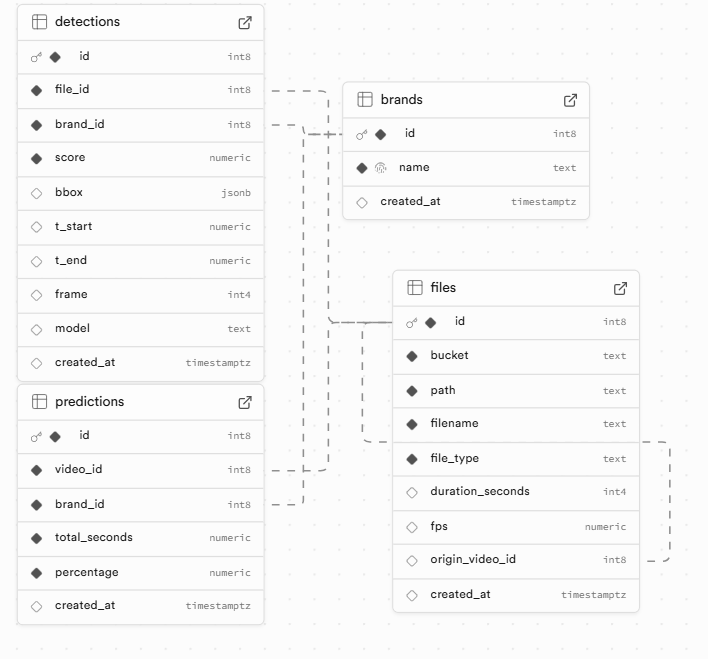 detections
id int8
file_id int8
brand_id int8
score numeric
bbox jsonb
t_start numeric
t_end numeric
frame int4
model text
created_at timestamptz
predictions
id int8
video_id int8
brand_id int8
total_seconds numeric
percentage numeric
created_at timestamptz
brands
id int8
name text
created_at timestamptz
files
id int8
bucket text
path text
filename text
file_type text
duration_seconds int4
fps numeric
origin_video_id int8
created_at timestamptz